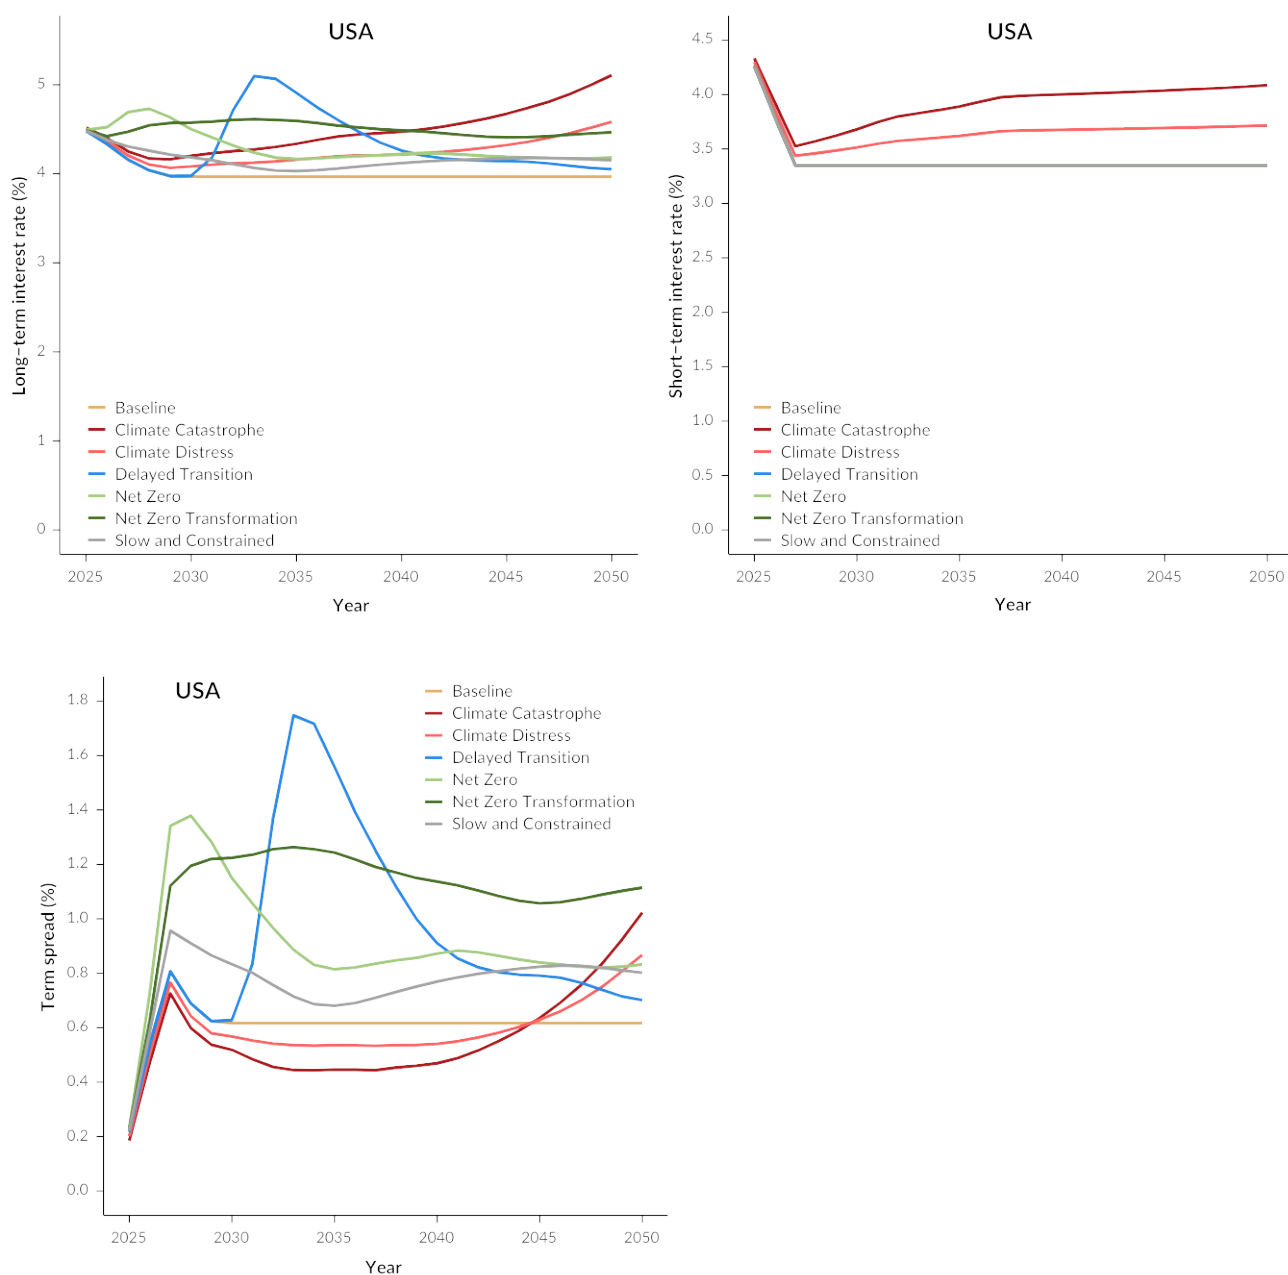 USA
5
4
3
2
1
0
Long-term interest rate (%)
Baseline
Climate Catastrophe
Climate Distress
Delayed Transition
Net Zero
Net Zero Transformation
Slow and Constrained
2025 2030 2035 2040 2045 2050
Year
USA
4.5
4.0
3.5
3.0
2.5
2.0
1.5
1.0
0.5
0.0
Short-term interest rate (%)
Baseline
Climate Catastrophe
Climate Distress
Delayed Transition
Net Zero
Net Zero Transformation
Slow and Constrained
2025 2030 2035 2040 2045 2050
Year
USA
1.8
1.6
1.4
1.2
1.0
0.8
0.6
0.4
0.2
0.0
Term spread (%)
Baseline
Climate Catastrophe
Climate Distress
Delayed Transition
Net Zero
Net Zero Transformation
Slow and Constrained
2025 2030 2035 2040 2045 2050
Year